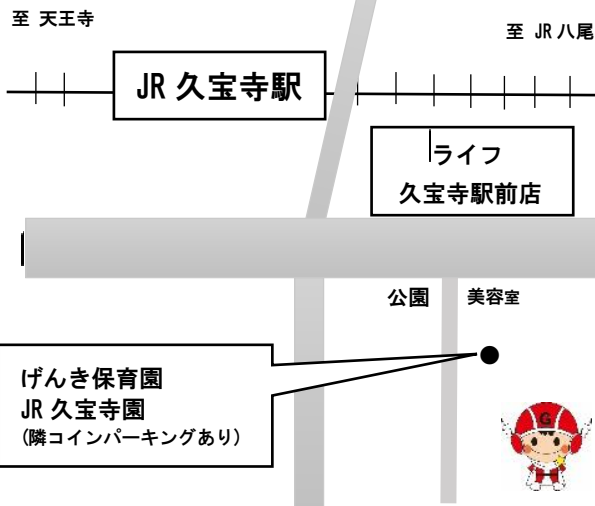 至 天王寺
至 JR 八尾
JR 久宝寺駅
ライフ
久宝寺駅前店
公園
美容室
げんき保育園
JR 久宝寺園
(隣コインパーキングあり)
G